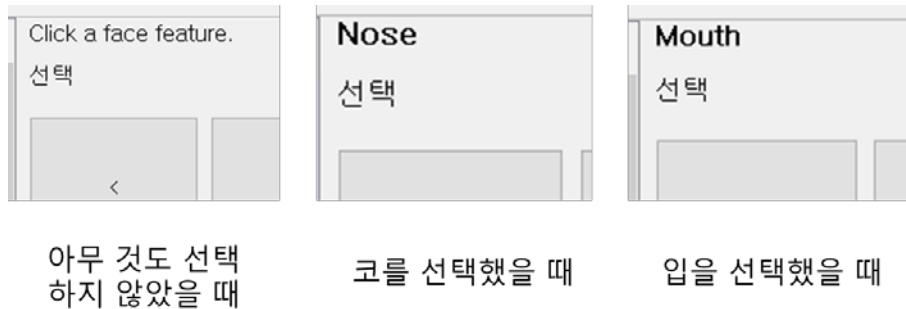 Click a face feature.
선택
<
Nose
선택
Mouth
선택
아무 것도 선택
하지 않았을 때
코를 선택했을 때
입을 선택했을 때